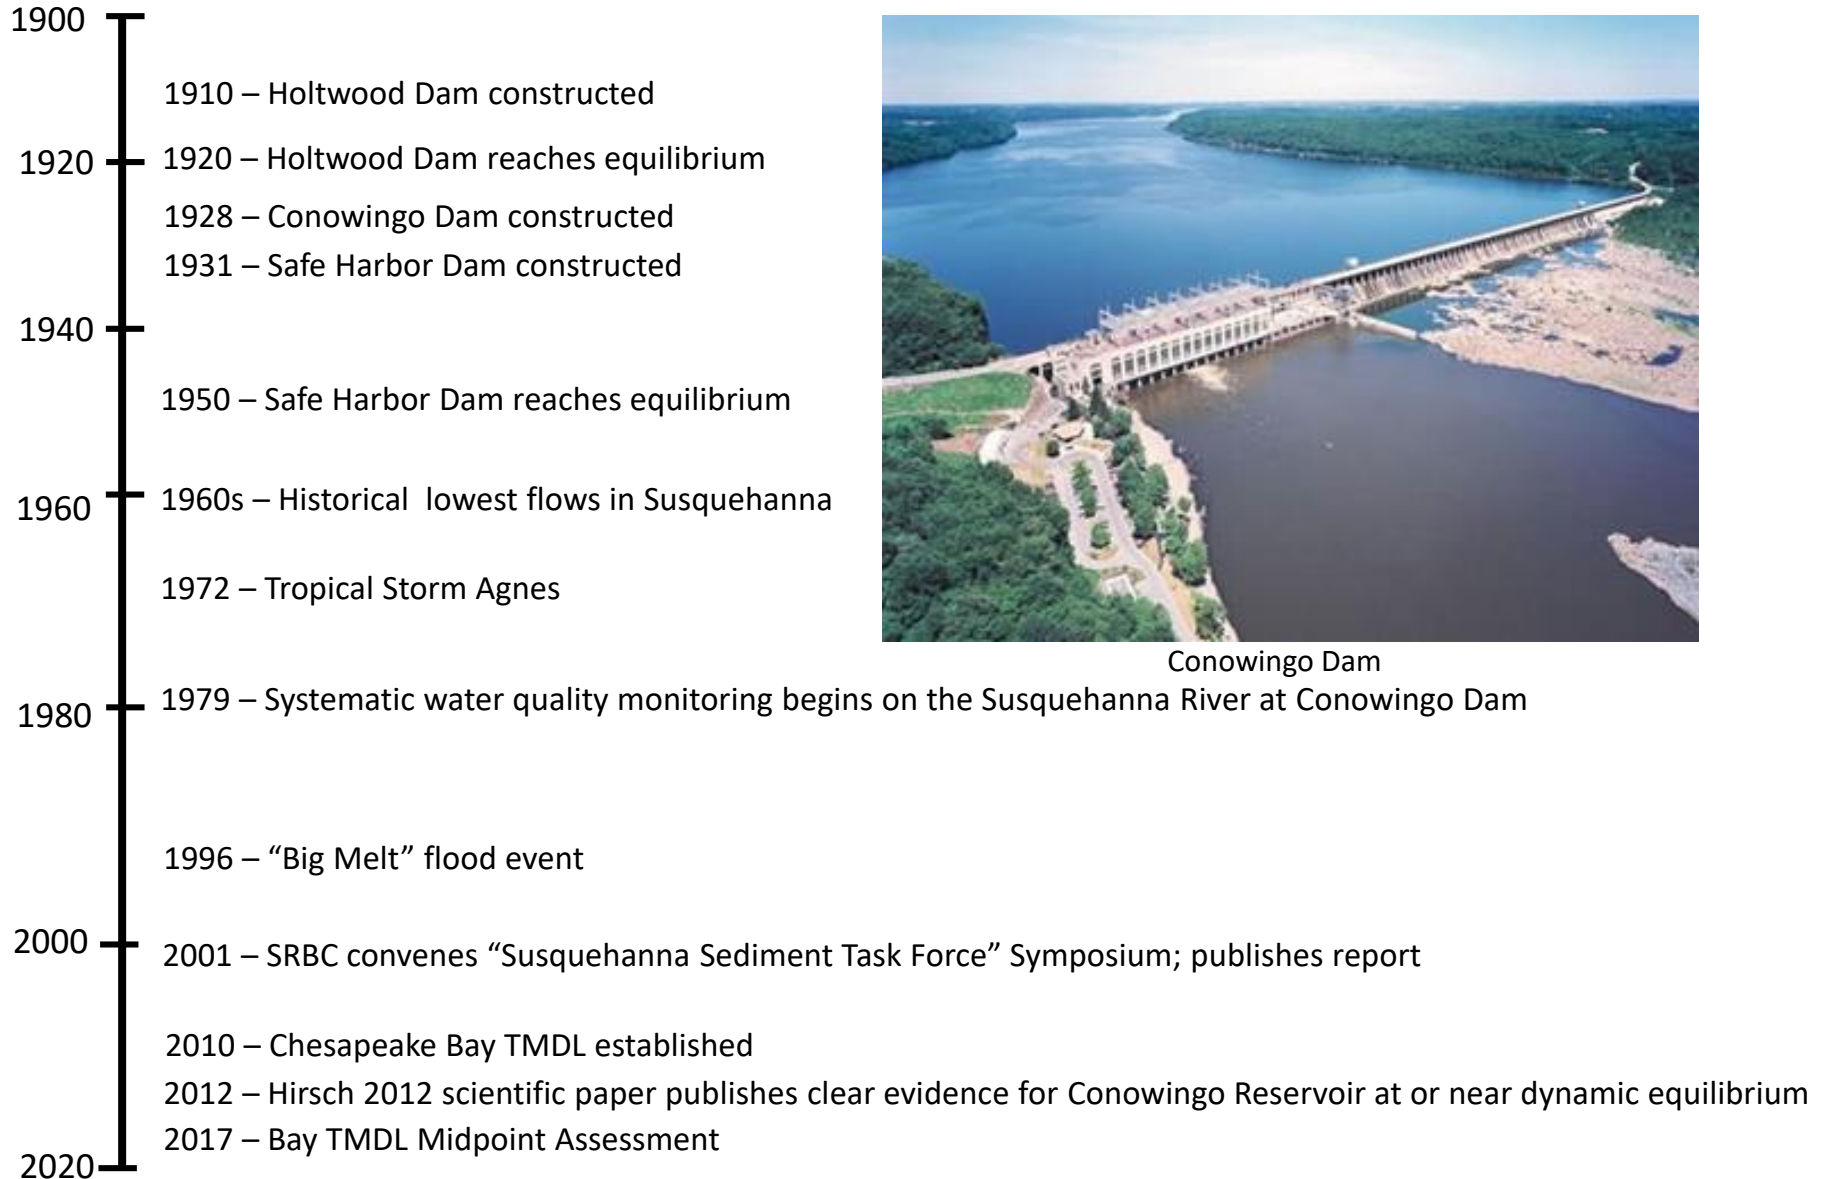 1900
1910 – Holtwood Dam constructed
1920
1920 – Holtwood Dam reaches equilibrium
1928 – Conowingo Dam constructed
1931 – Safe Harbor Dam constructed
1940
1950 – Safe Harbor Dam reaches equilibrium
1960
1960s – Historical  lowest flows in Susquehanna
1972 – Tropical Storm Agnes
Conowingo Dam
1980
1979 – Systematic water quality monitoring begins on the Susquehanna River at Conowingo Dam
1996 – “Big Melt” flood event
2000
2001 – SRBC convenes “Susquehanna Sediment Task Force” Symposium; publishes report
2010 – Chesapeake Bay TMDL established
2012 – Hirsch 2012 scientific paper publishes clear evidence for Conowingo Reservoir at or near dynamic equilibrium
2017 – Bay TMDL Midpoint Assessment
2020